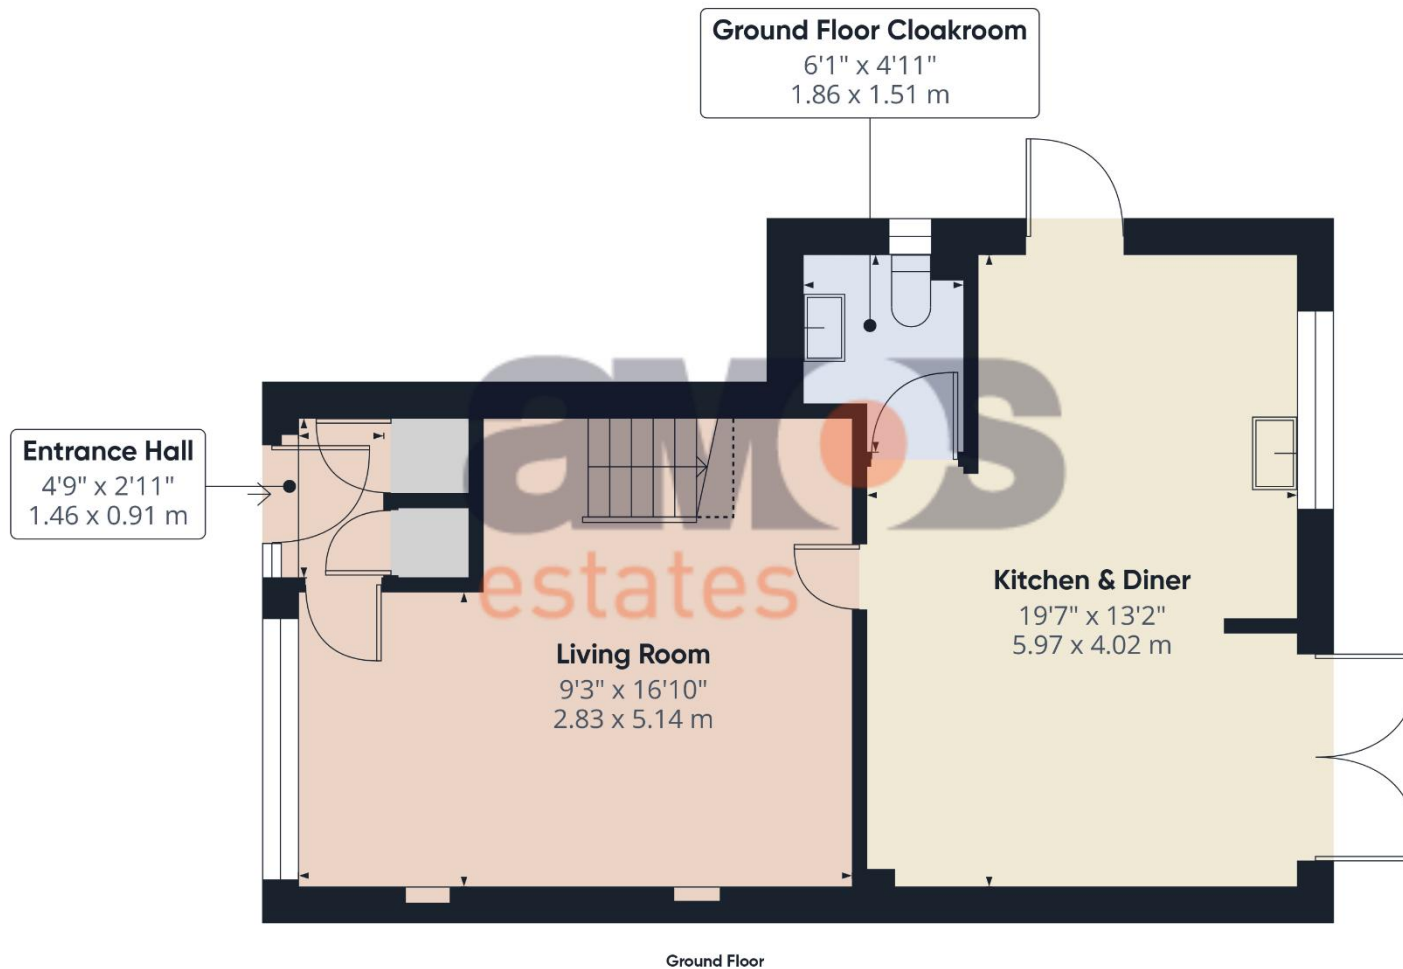 Ground Floor Cloakroom
6'1" x 4'11"
1.86 x 1.51 m
Entrance Hall
4'9" x 2'11"
1.46 x 0.91 m
amos
estates
Kitchen & Diner
19'7" x 13'2"
5.97 x 4.02 m
Living Room
9'3" x 16'10"
2.83 x 5.14 m
Ground Floor